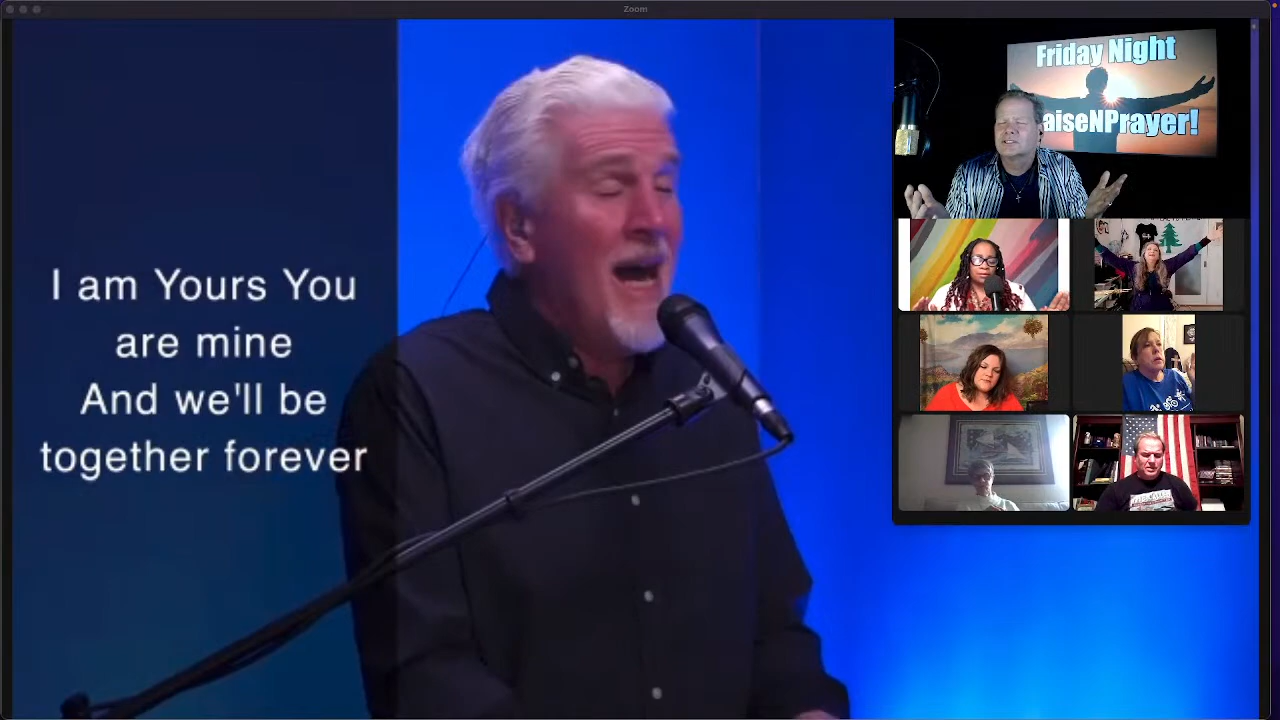 Zoom
I am Yours You
are mine
And we'll be
together forever
Friday Night
aiseNPrayer!